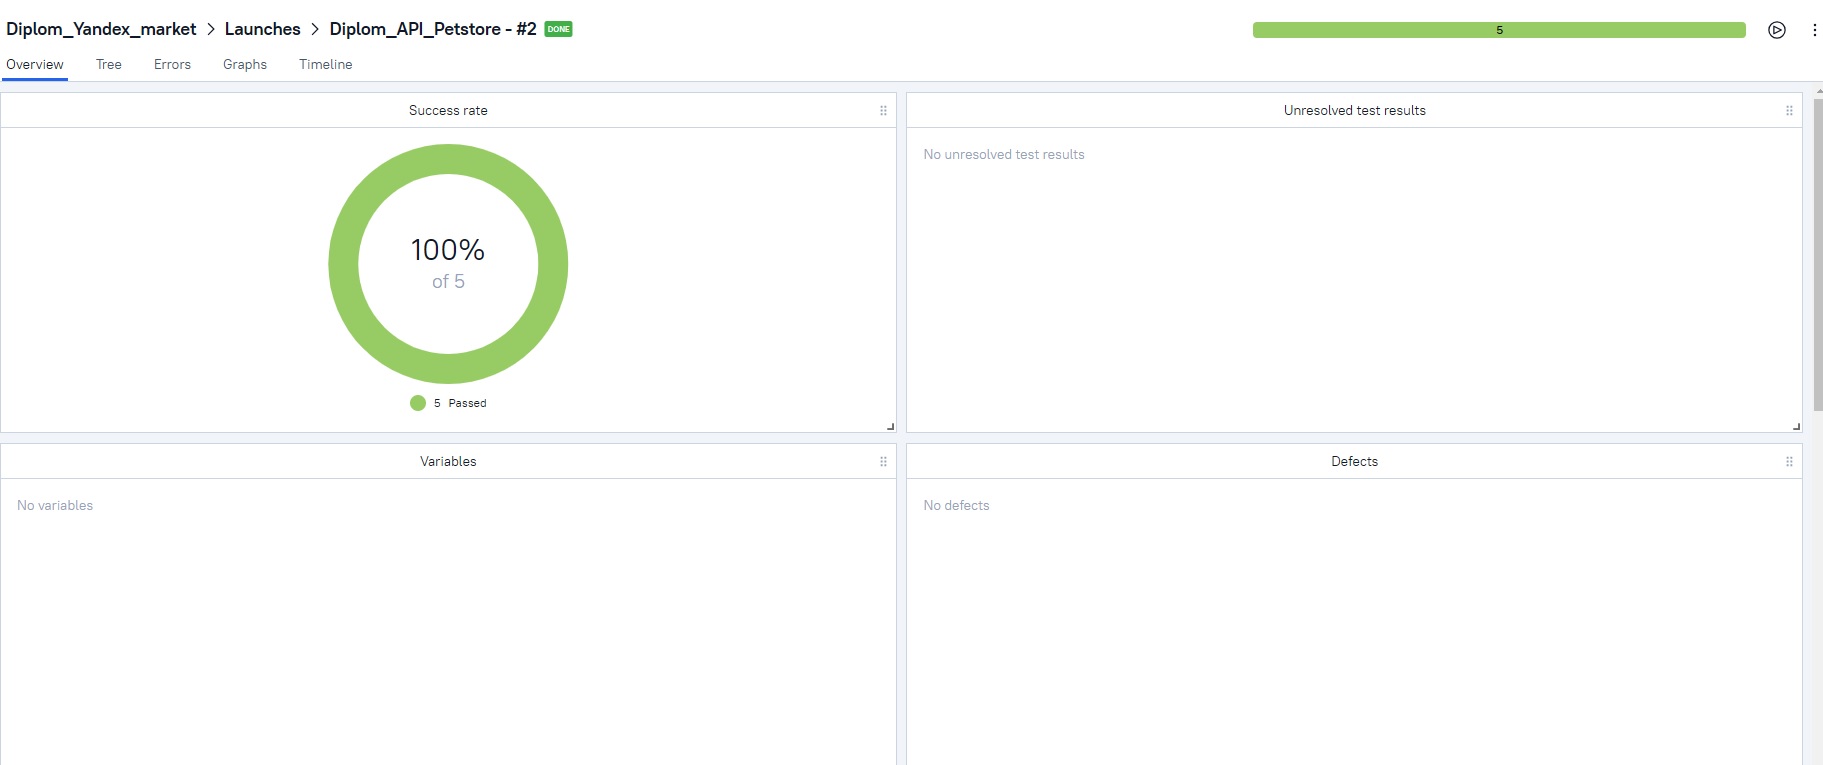 Diplom_Yandex_market > Launches > Diplom_API_Petstore - #2 DONE
5
Overview Tree Errors Graphs Timeline
Success rate
100%
of 5
5 Passed
Unresolved test results
No unresolved test results
Variables
No variables
Defects
No defects